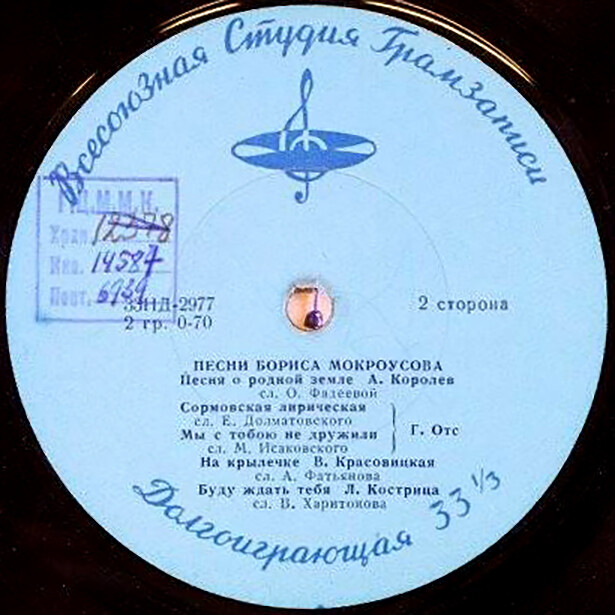 Всесоюзная Студия Грамзаписи
Г.Ц.М.М.К.
Хран. 12378
Инв. 14587
Пост. 6939
33НД-2977
2 гр. 0-70
2 сторона
ПЕСНИ БОРИСА МОКРОУСОВА
Песня о родной земле А. Королев
сл. О. Фадеевой
Сормовская лирическая
сл. Е. Долматовского
Г. Отс
Мы с тобою не дружили
сл. М. Исаковского
На крылечке В. Красовицкая
сл. А. Фатьянова
Буду ждать тебя Л. Кострица
сл. В. Харитонова
Долгоиграющая 33 1/3